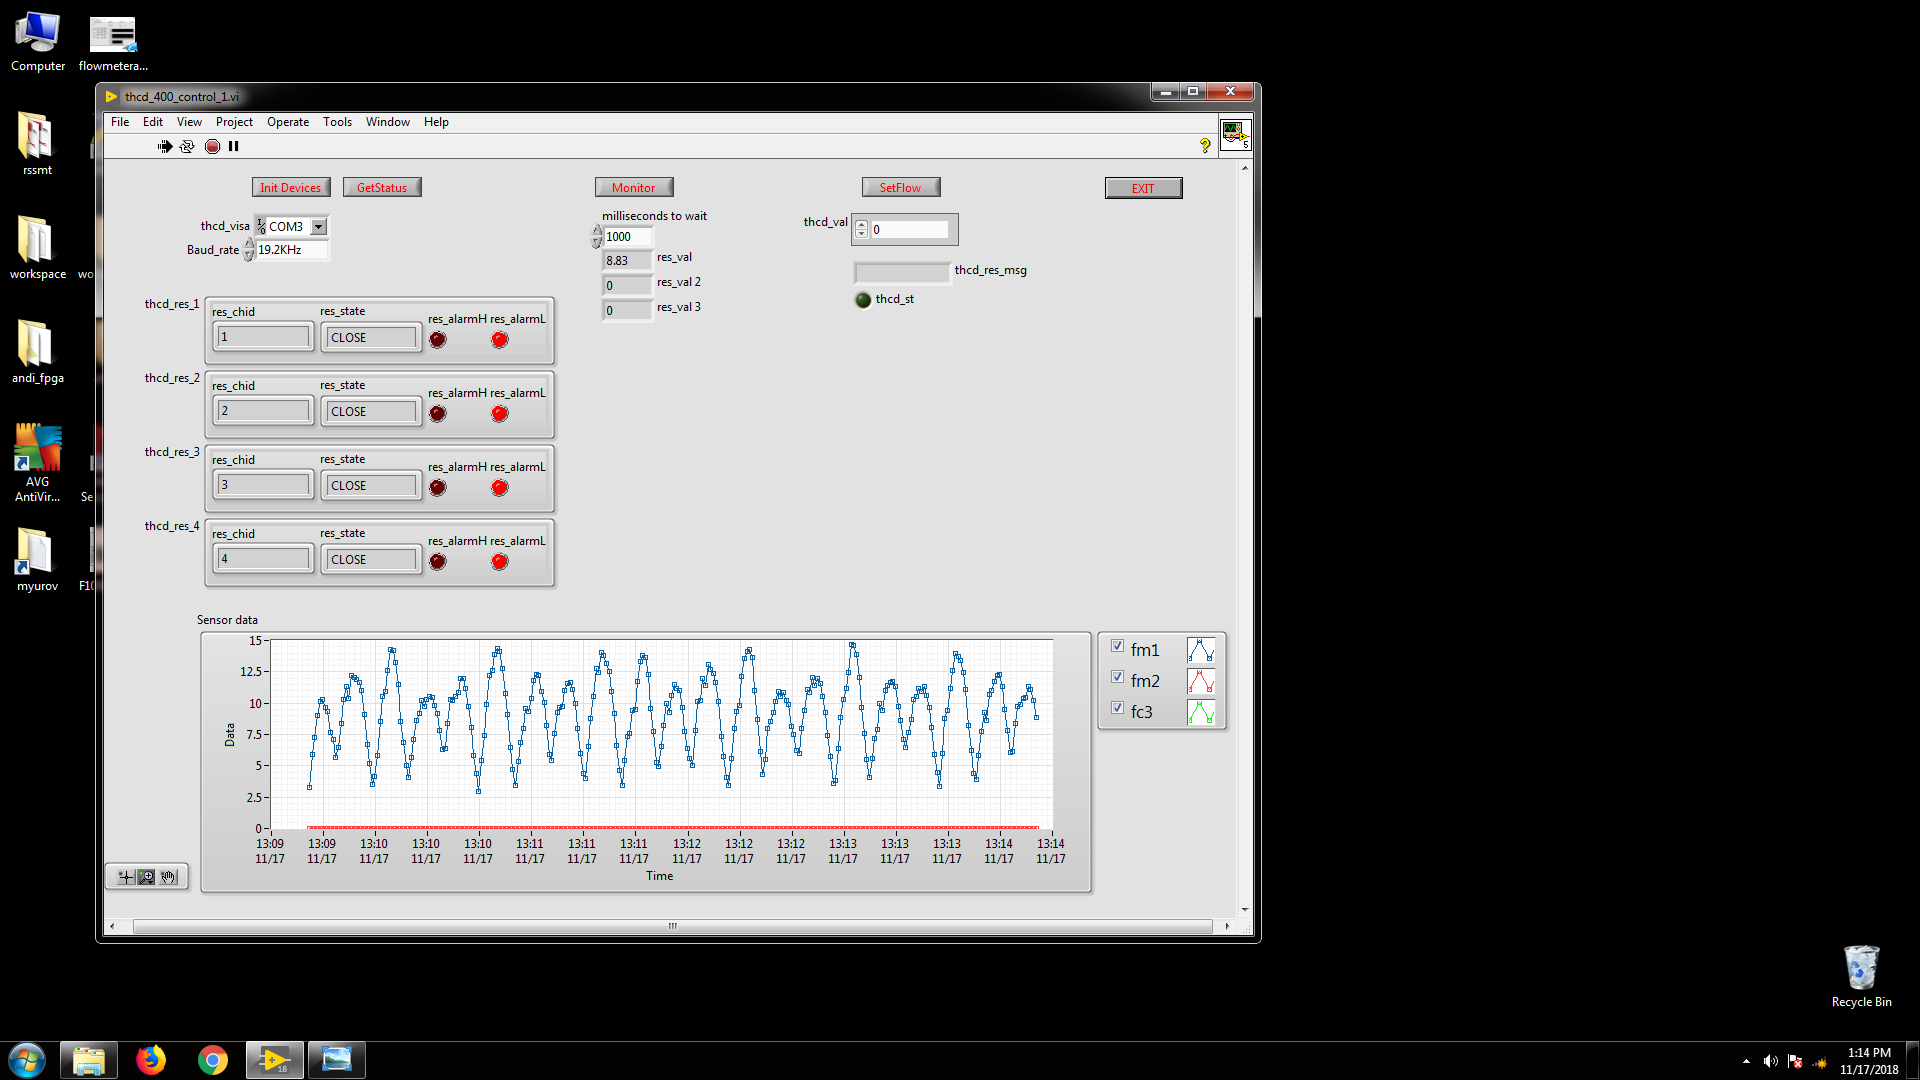 Computer
flowmetera...
rssmt
workspace
wo
andi_fpga
AVG
AntiVir...
Se
myurov
F10
thcd_400_control_1.vi
File Edit View Project Operate Tools Window Help
5
Init Devices GetStatus Monitor SetFlow EXIT
thcd_visa COM3
Baud_rate 19.2KHz
milliseconds to wait
1000
8.83 res_val
0 res_val 2
0 res_val 3
thcd_val 0
thcd_res_msg
thcd_st
thcd_res_1
res_chid res_state res_alarmH res_alarmL
1 CLOSE
thcd_res_2
res_chid res_state res_alarmH res_alarmL
2 CLOSE
thcd_res_3
res_chid res_state res_alarmH res_alarmL
3 CLOSE
thcd_res_4
res_chid res_state res_alarmH res_alarmL
4 CLOSE
Sensor data
Data
15
12.5
10
7.5
5
2.5
0
13:09 13:09 13:10 13:10 13:10 13:11 13:11 13:11 13:12 13:12 13:12 13:13 13:13 13:13 13:14 13:14
11/17 11/17 11/17 11/17 11/17 11/17 11/17 11/17 11/17 11/17 11/17 11/17 11/17 11/17 11/17 11/17
Time
fm1
fm2
fc3
Recycle Bin
18
1:14 PM
11/17/2018